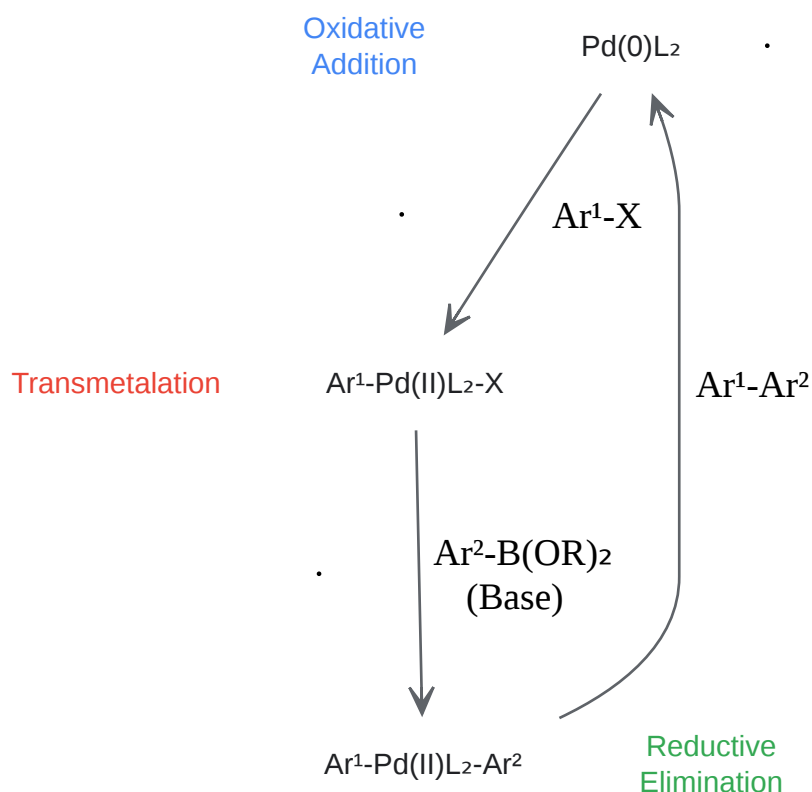 Oxidative
Addition
Pd(0)L₂
Ar¹-X
Transmetalation
Ar¹-Pd(II)L₂-X
Ar¹-Ar²
Ar²-B(OR)₂
(Base)
Ar¹-Pd(II)L₂-Ar²
Reductive
Elimination